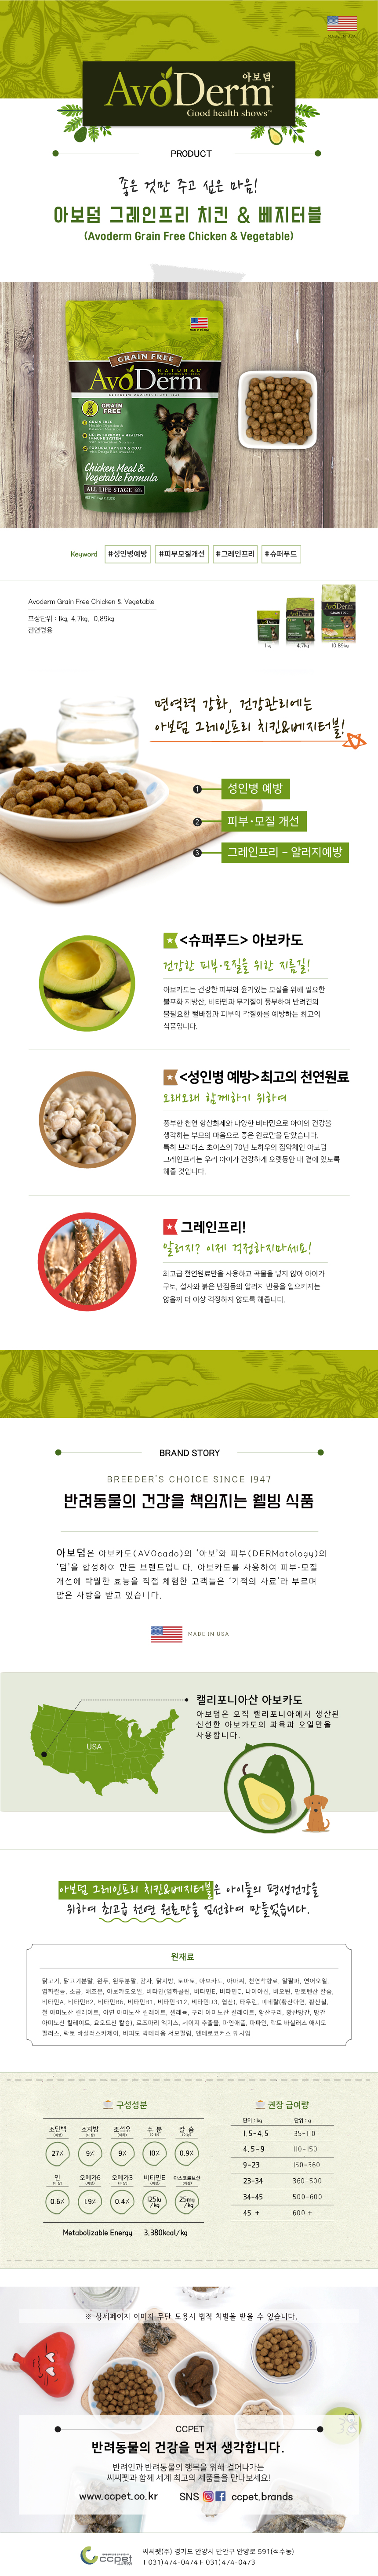 아보덤
AvoDerm
Good health shows™
PRODUCT
좋은 것만 주고 싶은 마음!
아보덤 그레인프리 치킨 & 베지터블
(Avoderm Grain Free Chicken & Vegetable)
GRAIN FREE
NATURAL
AvoDerm
GRAIN
FREE
Chicken Meal &
Vegetable Formula
ALL LIFE STAGE
Keyword #성인병예방 #피부모질개선 #그레인프리 #슈퍼푸드
Avoderm Grain Free Chicken & Vegetable
포장단위 : 1kg, 4.7kg, 10.89kg
전연령용
1kg 4.7kg 10.89kg
면역력 강화, 건강관리에는
아보덤 그레인프리 치킨&베지터블!
1 성인병 예방
2 피부·모질 개선
3 그레인프리 - 알러지예방
<슈퍼푸드> 아보카도
건강한 피부·모질을 위한 지름길!
아보카도는 건강한 피부와 윤기있는 모질을 위해 필요한
불포화 지방산, 비타민과 무기질이 풍부하여 반려견의
불필요한 털빠짐과 피부의 각질화를 예방하는 최고의
식품입니다.
<성인병 예방>최고의 천연원료
오래오래 함께하기 위하여
풍부한 천연 항산화제와 다양한 비타민으로 아이의 건강을
생각하는 부모의 마음으로 좋은 원료만을 담았습니다.
특히 브리더스 초이스의 70년 노하우의 집약체인 아보덤
그레인프리는 우리 아이가 건강하게 오랫동안 내 곁에 있도록
해줄 것입니다.
그레인프리!
알러지? 이제 걱정하지마세요!
최고급 천연원료만을 사용하고 곡물을 넣지 않아 아이가
구토, 설사와 붉은 반점등의 알러지 반응을 일으키지는
않을까 더 이상 걱정하지 않도록 해줍니다.
BRAND STORY
BREEDER'S CHOICE SINCE 1947
반려동물의 건강을 책임지는 웰빙 식품
아보덤은 아보카도(AVOcado)의 '아보'와 피부(DERMatology)의
'덤'을 합성하여 만든 브랜드입니다. 아보카도를 사용하여 피부·모질
개선에 탁월한 효능을 직접 체험한 고객들은 '기적의 사료'라 부르며
많은 사랑을 받고 있습니다.
MADE IN USA
USA
캘리포니아산 아보카도
아보덤은 오직 캘리포니아에서 생산된
신선한 아보카도의 과육과 오일만을
사용합니다.
아보덤 그레인프리 치킨&베지터블은 아이들의 평생건강을
위하여 최고급 천연 원료만을 엄선하여 만들었습니다.
원재료
닭고기, 닭고기분말, 완두, 완두분말, 감자, 닭지방, 토마토, 아보카도, 아마씨, 천연착향료, 알팔파, 연어오일,
염화칼륨, 소금, 해조분, 아보카도오일, 비타민(염화콜린, 비타민E, 비타민C, 나이아신, 비오틴, 판토텐산 칼슘,
비타민A, 비타민B2, 비타민B6, 비타민B1, 비타민B12, 비타민D3, 엽산), 타우린, 미네랄(황산아연, 황산철,
철 아미노산 킬레이트, 아연 아미노산 킬레이트, 셀레늄, 구리 아미노산 킬레이트, 황산구리, 황산망간, 망간
아미노산 킬레이트, 요오드산 칼슘), 로즈마리 엑기스, 세이지 추출물, 파인애플, 파파인, 락토 바실러스 애시도
필러스, 락토 바실러스카제이, 비피도 박테리움 서모필럼, 엔테로코커스 훼시엄
구성성분
조단백 조지방 조섬유 수 분 칼 슘
27% 9% 9% 10% 0.9%
인 오메가6 오메가3 비타민E 아스코르브산
0.6% 1.9% 0.4% 125iu/kg 25mg/kg
Metabolizable Energy 3,380kcal/kg
권장 급여량
단위 : kg 단위 : g
1.5-4.5 35-110
4.5-9 110-150
9-23 150-360
23-34 360-500
34-45 500-600
45 + 600 +
※ 상세페이지 이미지 무단 도용시 법적 처벌을 받을 수 있습니다.
CCPET
반려동물의 건강을 먼저 생각합니다.
반려인과 반려동물의 행복을 위해 걸어나가는
씨씨펫과 함께 세계 최고의 제품들을 만나보세요!
www.ccpet.co.kr SNS ccpet.brands
ccpet
씨씨펫(주) 경기도 안양시 만안구 안양로 591(석수동)
T 031)474-0474 F 031)474-0473